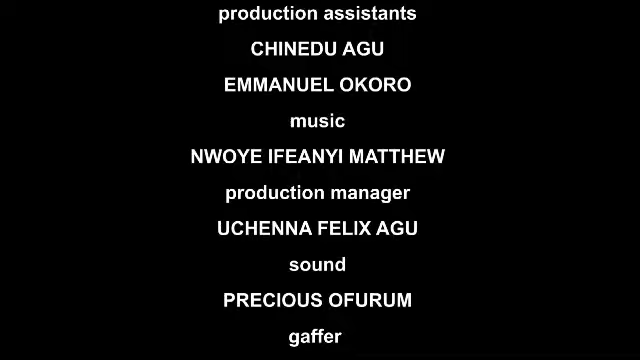 production assistants
CHINEDU AGU
EMMANUEL OKORO
music
NWOYE IFEANYI MATTHEW
production manager
UCHENNA FELIX AGU
sound
PRECIOUS OFURUM
gaffer